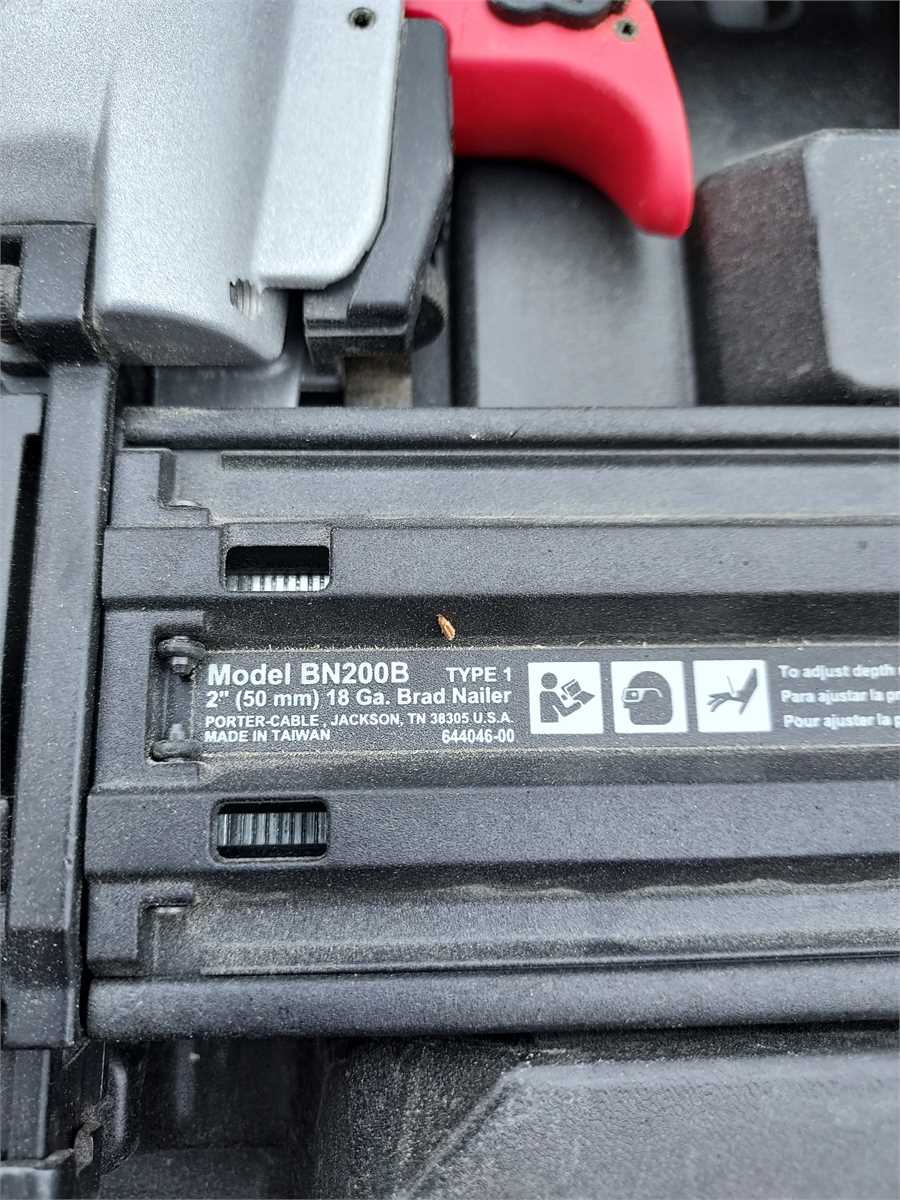 Model BN200B TYPE 1
2" (50 mm) 18 Ga. Brad Nailer
PORTER-CABLE , JACKSON, TN 38305 U.S.A.
MADE IN TAIWAN 644046-00
To adjust depth
Para ajustar la
Pour ajuster la